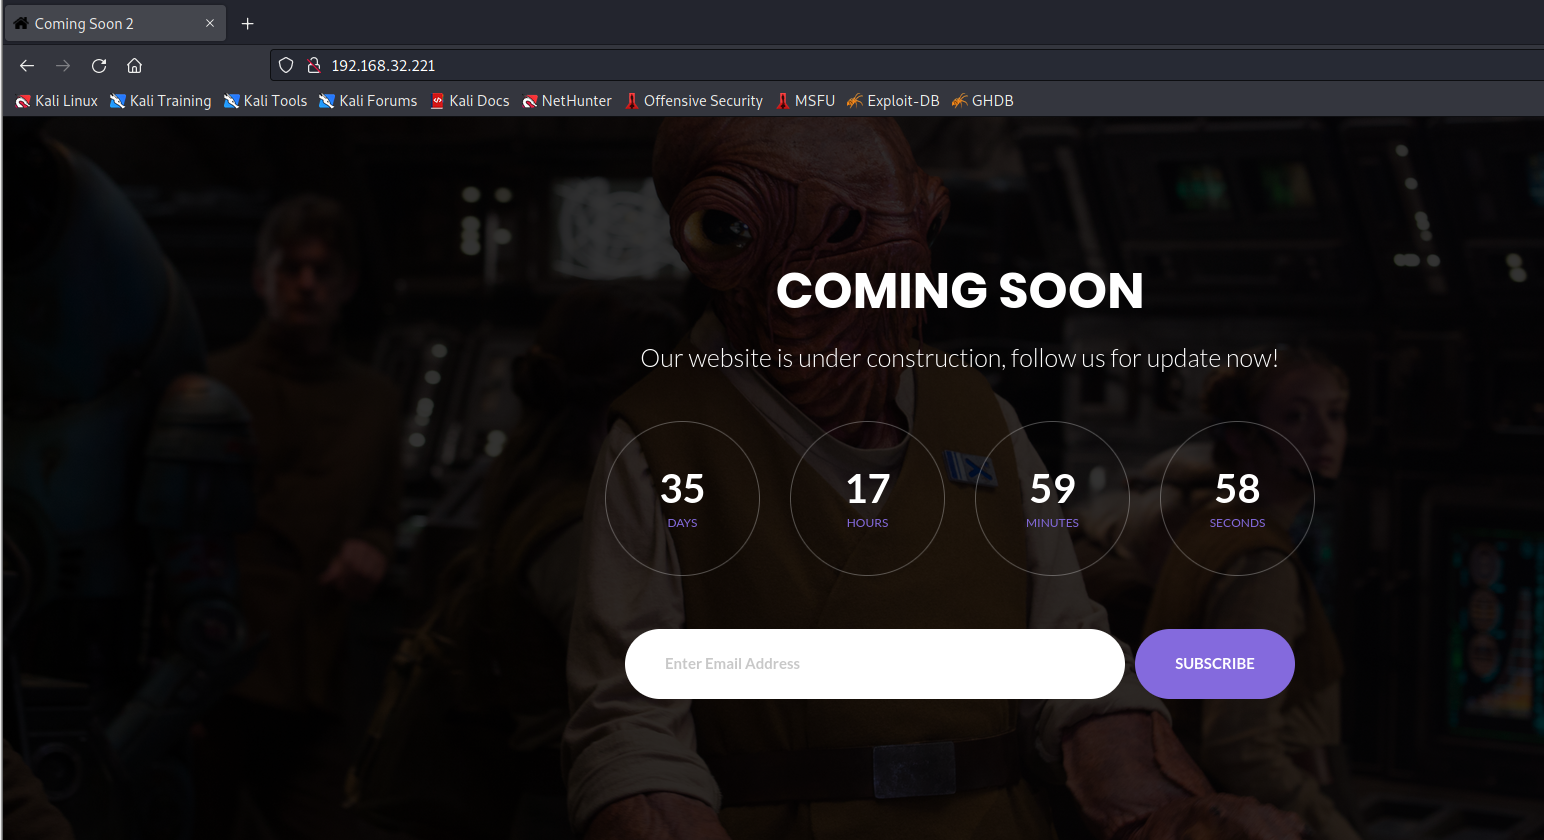 Coming Soon 2
192.168.32.221
Kali Linux Kali Training Kali Tools Kali Forums Kali Docs NetHunter Offensive Security MSFU Exploit-DB GHDB
COMING SOON
Our website is under construction, follow us for update now!
35 17 59 58
DAYS HOURS MINUTES SECONDS
Enter Email Address SUBSCRIBE